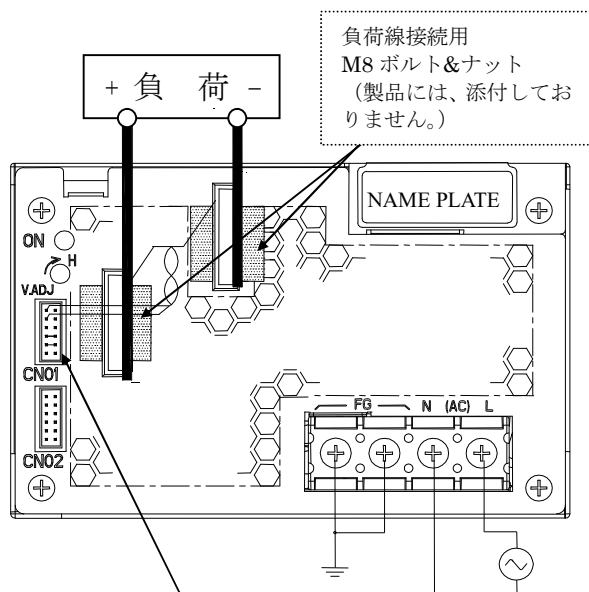 負荷線接続用
M8 ボルト&ナット
（製品には、添付してお
りません。）
+ 負 荷 -
NAME PLATE
ON
H
V.ADJ
CN01
CN02
FG N (AC) L